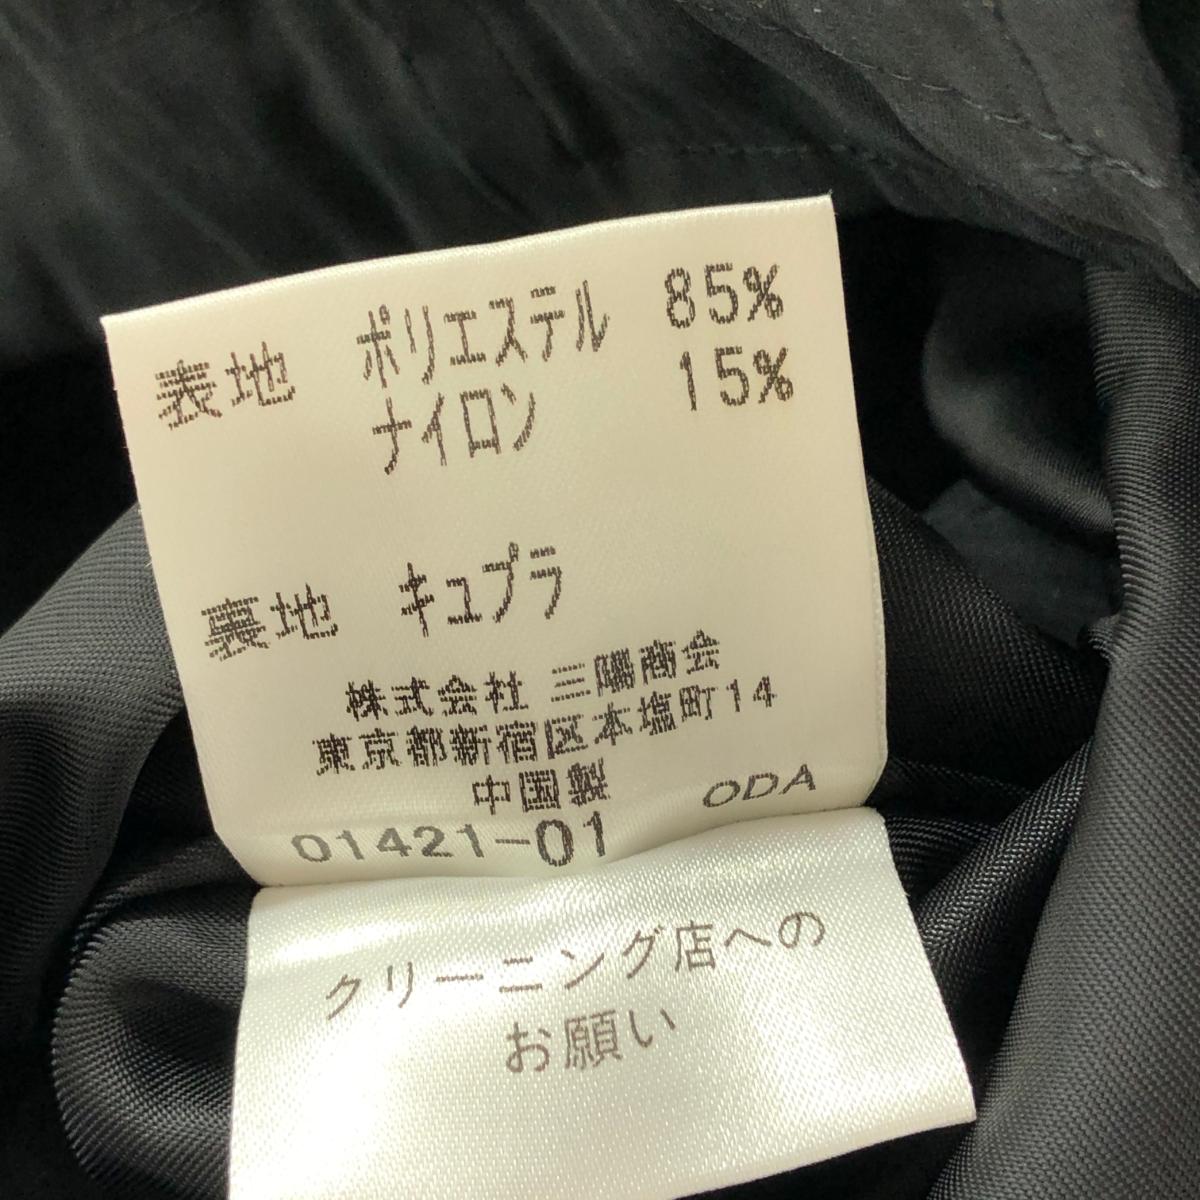 表地 ポリエステル 85%
ナイロン 15%
裏地 キュプラ
株式会社 三陽商会
東京都新宿区本塩町14
中国製 ODA
01421-01
クリーニング店への
お願い